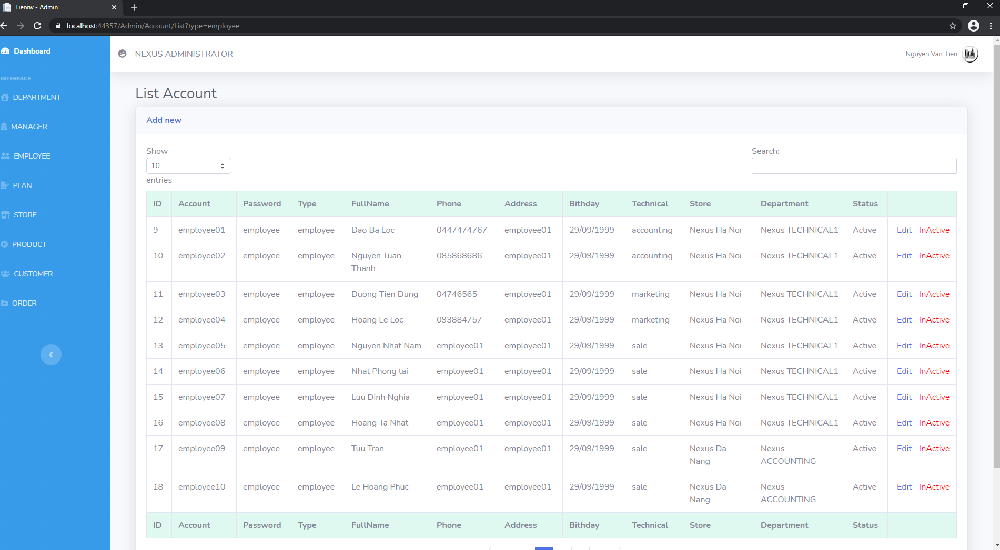 Tiennv - Admin
localhost:44357/Admin/Account/List?type=employee
Dashboard
INTERFACE
DEPARTMENT
MANAGER
EMPLOYEE
PLAN
STORE
PRODUCT
CUSTOMER
ORDER
NEXUS ADMINISTRATOR
Nguyen Van Tien
NEXUS
List Account
Add new
Show
10
entries
Search:
ID Account Password Type FullName Phone Address Bithday Technical Store Department Status
9 employee01 employee employee Dao Ba Loc 0447474767 employee01 29/09/1999 accounting Nexus Ha Noi Nexus TECHNICAL1 Active Edit InActive
10 employee02 employee employee Nguyen Tuan 085868686 employee01 29/09/1999 accounting Nexus Ha Noi Nexus TECHNICAL1 Active Edit InActive
Thanh
11 employee03 employee employee Duong Tien Dung 04746565 employee01 29/09/1999 marketing Nexus Ha Noi Nexus TECHNICAL1 Active Edit InActive
12 employee04 employee employee Hoang Le Loc 093884757 employee01 29/09/1999 marketing Nexus Ha Noi Nexus TECHNICAL1 Active Edit InActive
13 employee05 employee employee Nguyen Nhat Nam employee01 employee01 29/09/1999 sale Nexus Ha Noi Nexus TECHNICAL1 Active Edit InActive
14 employee06 employee employee Nhat Phong tai employee01 employee01 29/09/1999 sale Nexus Ha Noi Nexus TECHNICAL1 Active Edit InActive
15 employee07 employee employee Luu Dinh Nghia employee01 employee01 29/09/1999 sale Nexus Ha Noi Nexus TECHNICAL1 Active Edit InActive
16 employee08 employee employee Hoang Ta Nhat employee01 employee01 29/09/1999 sale Nexus Ha Noi Nexus TECHNICAL1 Active Edit InActive
17 employee09 employee employee Tuu Tran employee01 employee01 29/09/1999 sale Nexus Da Nexus Active Edit InActive
Nang ACCOUNTING
18 employee10 employee employee Le Hoang Phuc employee01 employee01 29/09/1999 sale Nexus Da Nexus Active Edit InActive
Nang ACCOUNTING
ID Account Password Type FullName Phone Address Bithday Technical Store Department Status